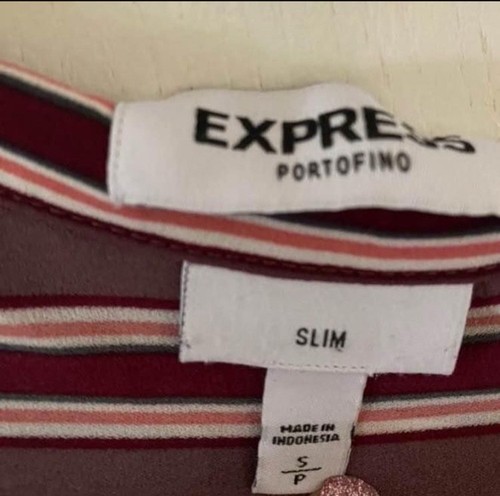 EXPRESS
PORTOFINO
SLIM
MADE IN
INDONESIA
S
P